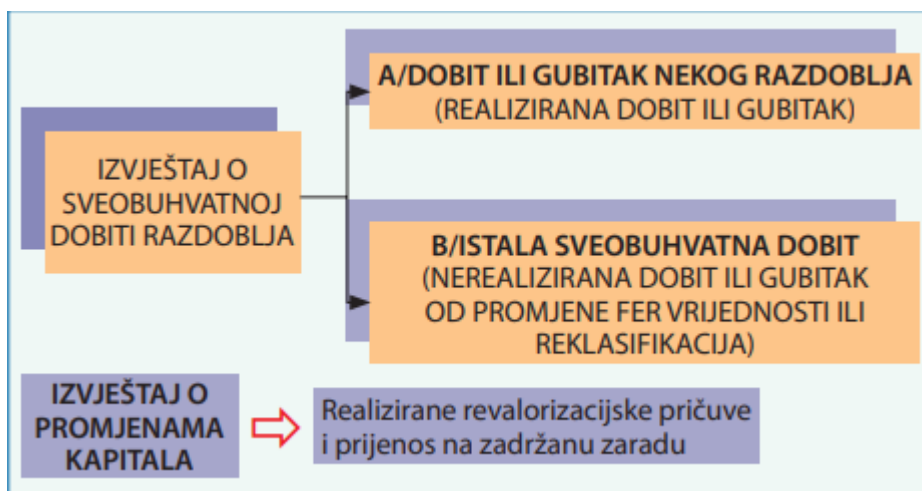 IZVJEŠTAJ O
SVEOBUHVATNOJ
DOBITI RAZDOBLJA
A/DOBIT ILI GUBITAK NEKOG RAZDOBLJA
(REALIZIRANA DOBIT ILI GUBITAK)
B/ISTALA SVEOBUHVATNA DOBIT
(NEREALIZIRANA DOBIT ILI GUBITAK
OD PROMJENE FER VRIJEDNOSTI ILI
REKLASIFIKACIJA)
IZVJEŠTAJ O
PROMJENAMA
KAPITALA
Realizirane revalorizacijske pričuve
i prijenos na zadržanu zaradu